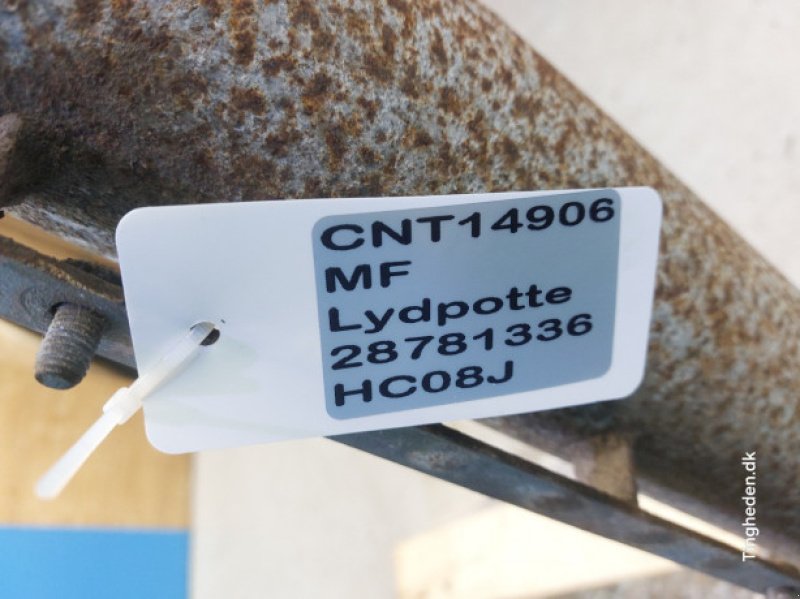 CNT14906
MF
Lydpotte
28781336
HC08J
Tingheden.dk